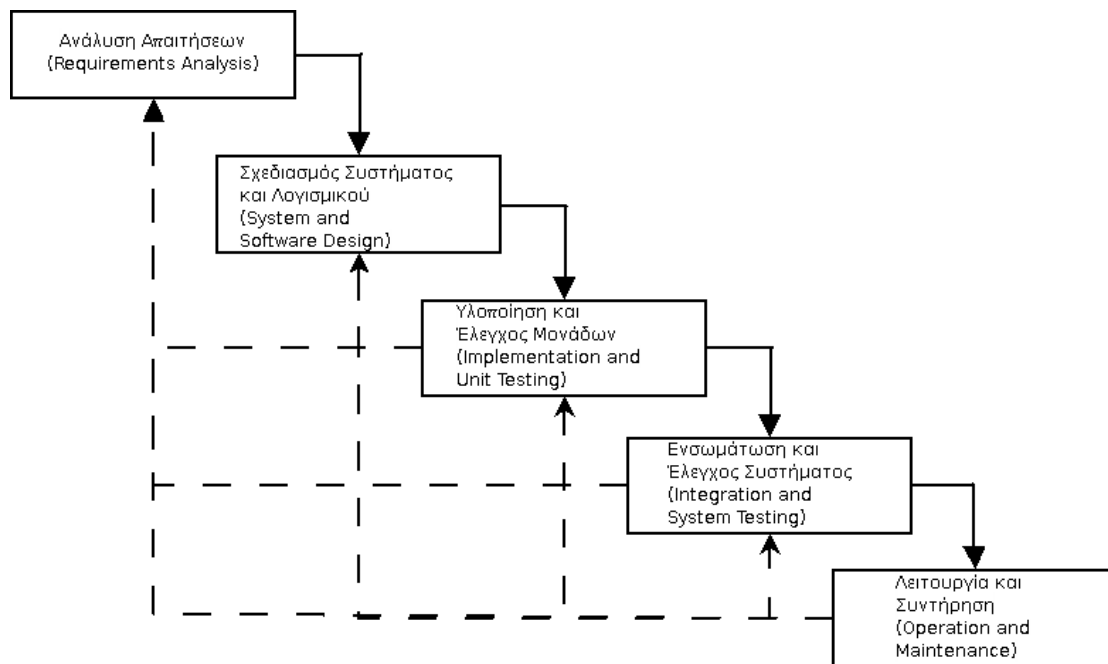 Ανάλυση Απαιτήσεων
(Requirements Analysis)
Σχεδιασμός Συστήματος
και Λογισμικού
(System and
Software Design)
Υλοποίηση και
Έλεγχος Μονάδων
(Implementation and
Unit Testing)
Ενσωμάτωση και
Έλεγχος Συστήματος
(Integration and
System Testing)
Λειτουργία και
Συντήρηση
(Operation and
Maintenance)